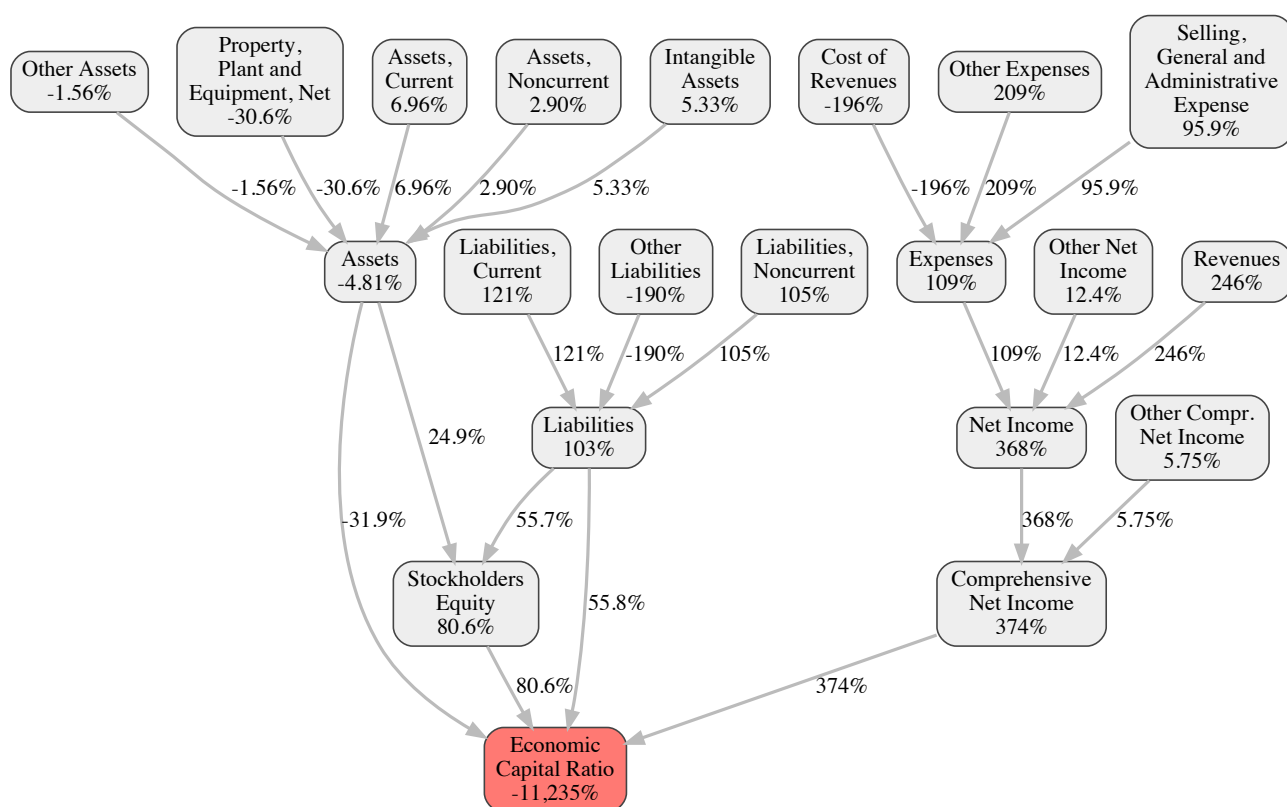 Other Assets
-1.56%
Property,
Plant and
Equipment, Net
-30.6%
Assets,
Current
6.96%
Assets,
Noncurrent
2.90%
Intangible
Assets
5.33%
Cost of
Revenues
-196%
Other Expenses
209%
Selling,
General and
Administrative
Expense
95.9%
-1.56%
-30.6%
6.96%
2.90%
5.33%
-196%
209%
95.9%
Assets
-4.81%
Liabilities,
Current
121%
Other
Liabilities
-190%
Liabilities,
Noncurrent
105%
Expenses
109%
Other Net
Income
12.4%
Revenues
246%
121%
-190%
105%
109%
12.4%
246%
24.9%
Liabilities
103%
Net Income
368%
Other Compr.
Net Income
5.75%
-31.9%
55.7%
368%
5.75%
Stockholders
Equity
80.6%
55.8%
Comprehensive
Net Income
374%
80.6%
374%
Economic
Capital Ratio
-11,235%